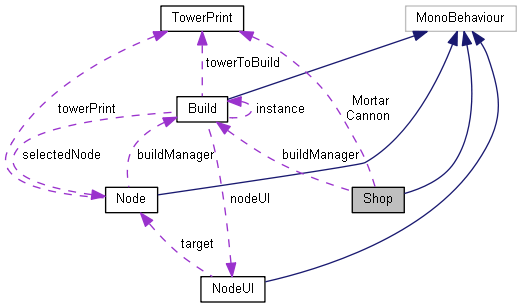 TowerPrint
MonoBehaviour
towerToBuild
Mortar
Cannon
towerPrint
Build
instance
selectedNode
buildManager
buildManager
Node
nodeUI
Shop
target
NodeUI